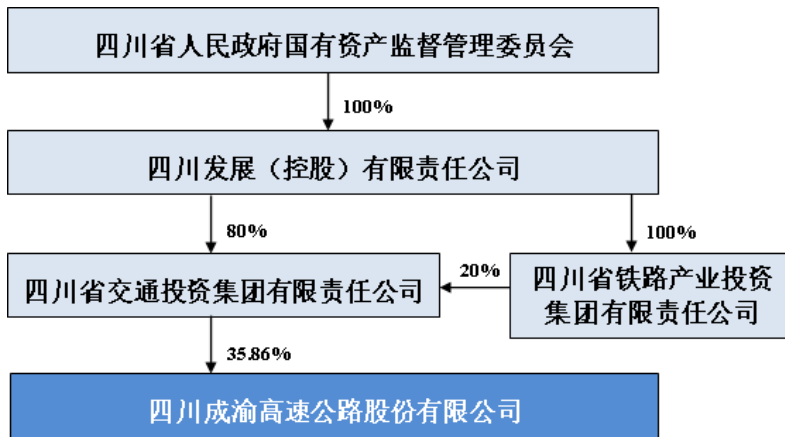 四川省人民政府国有资产监督管理委员会
100%
四川发展（控股）有限责任公司
80%
100%
四川省交通投资集团有限责任公司
20%
四川省铁路产业投资
集团有限责任公司
35.86%
四川成渝高速公路股份有限公司